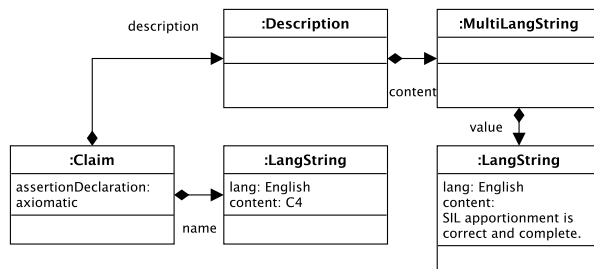 :Description
:MultiLangString
description
content
value
:Claim
assertionDeclaration:
axiomatic
:LangString
lang: English
content: C4
name
:LangString
lang: English
content:
SIL apportionment is
correct and complete.